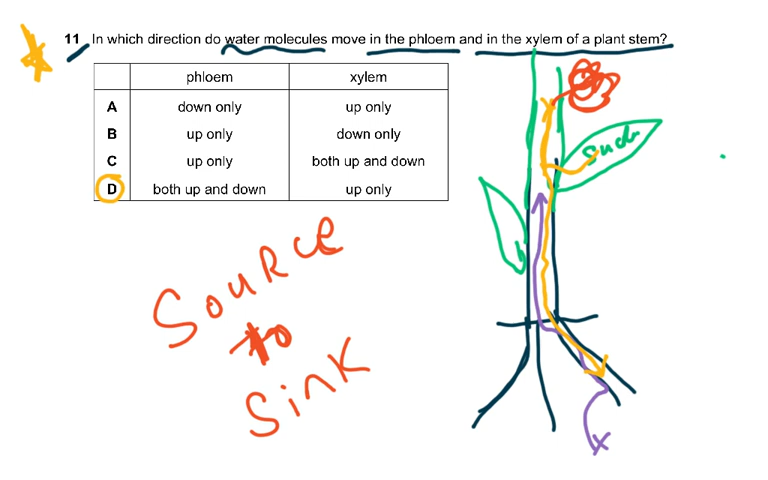 11 In which direction do water molecules move in the phloem and in the xylem of a plant stem?
phloem xylem
A down only up only
B up only down only
C up only both up and down
D both up and down up only
Source
to
Sink